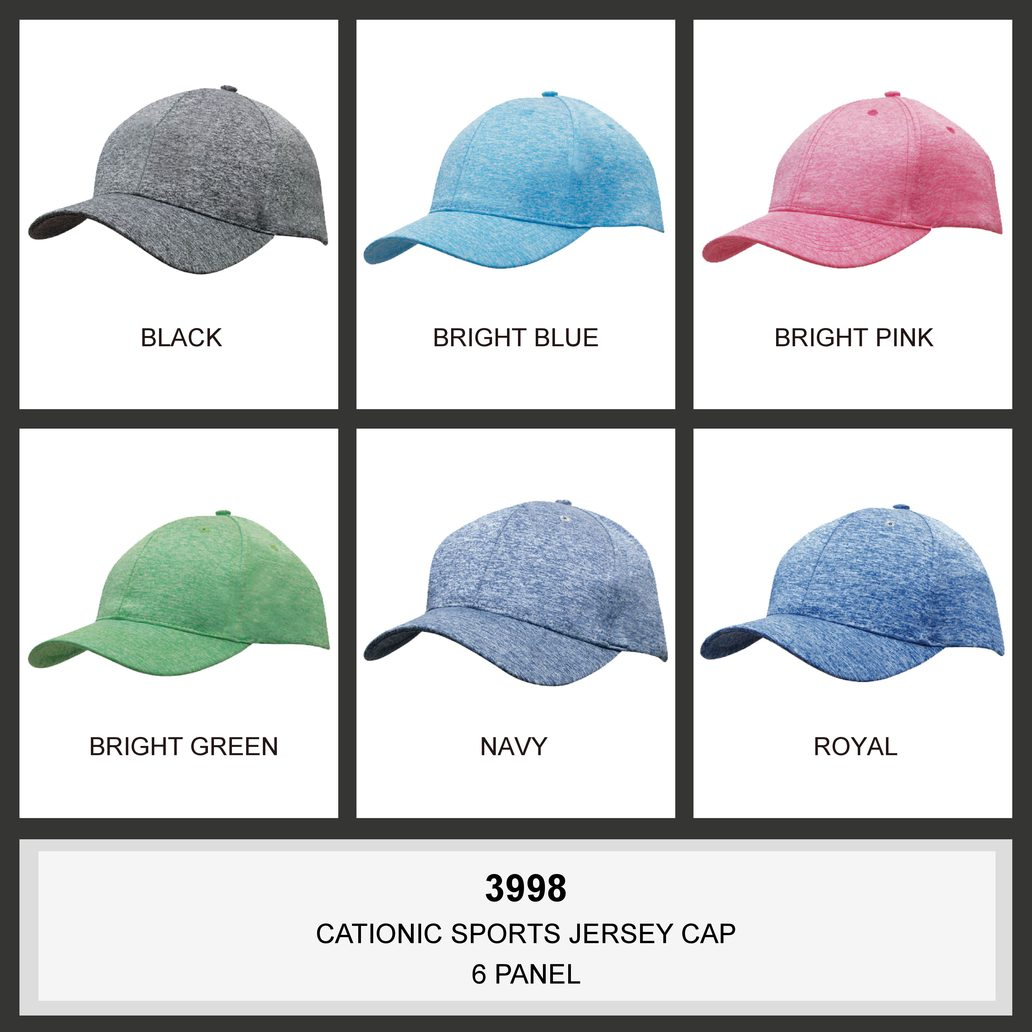 BLACK
BRIGHT BLUE
BRIGHT PINK
BRIGHT GREEN
NAVY
ROYAL
3998
CATIONIC SPORTS JERSEY CAP
6 PANEL